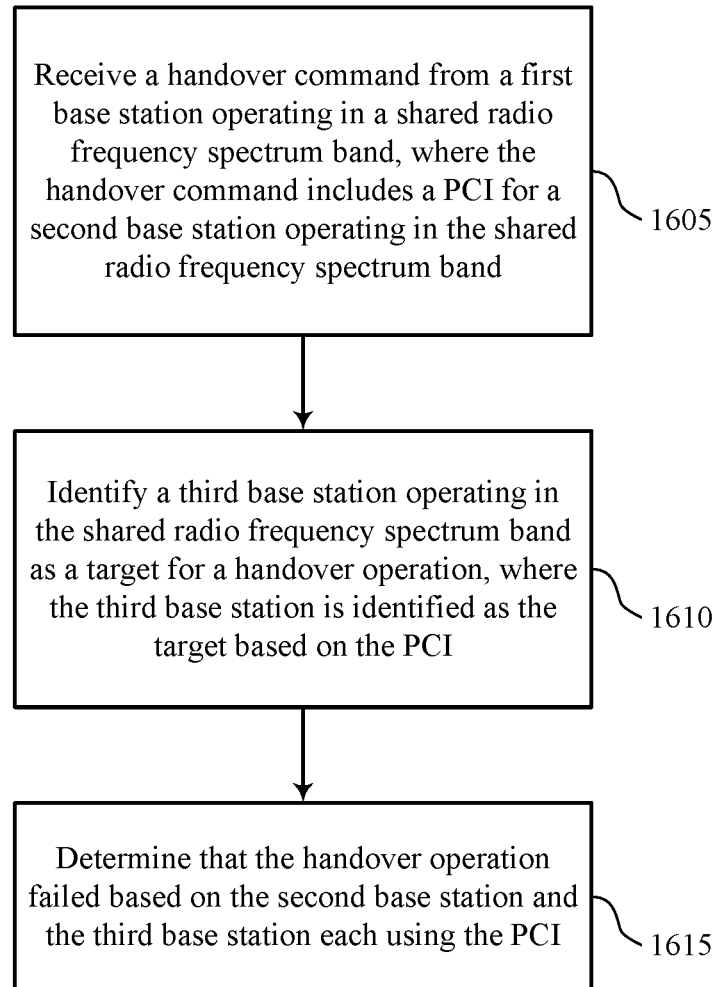 Receive a handover command from a first
base station operating in a shared radio
frequency spectrum band, where the
handover command includes a PCI for a
second base station operating in the shared
radio frequency spectrum band
1605
Identify a third base station operating in
the shared radio frequency spectrum band
as a target for a handover operation, where
the third base station is identified as the
target based on the PCI
1610
Determine that the handover operation
failed based on the second base station and
the third base station each using the PCI
1615